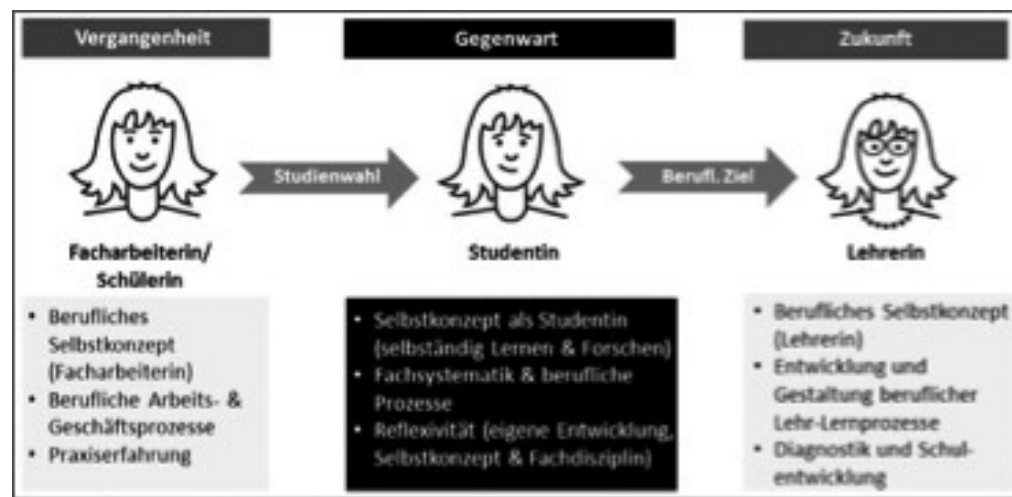 Vergangenheit
Gegenwart
Zukunft
Studienwahl
Berufl. Ziel
Facharbeiterin/
Schülerin
Studentin
Lehrerin
• Berufliches
Selbstkonzept
(Facharbeiterin)
• Berufliche Arbeits- &
Geschäftsprozesse
• Praxiserfahrung
• Selbstkonzept als Studentin
(selbständig Lernen & Forschen)
• Fachsystematik & berufliche
Prozesse
• Reflexivität (eigene Entwicklung,
Selbstkonzept & Fachdisziplin)
• Berufliches Selbstkonzept
(Lehrerin)
• Entwicklung und
Gestaltung beruflicher
Lehr-Lernprozesse
• Diagnostik und Schul-
entwicklung